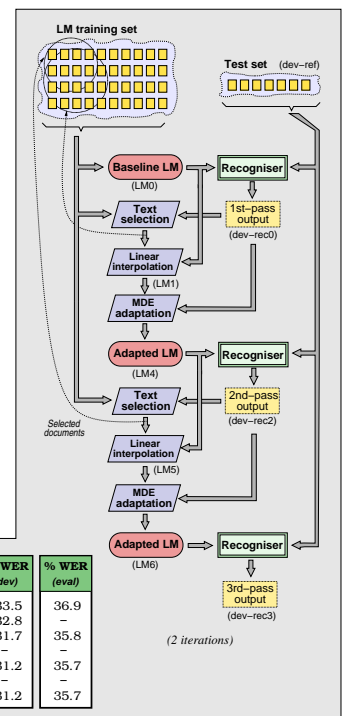 LM training set
Test set (dev−ref)
Baseline LM
(LM0)
Recogniser
Text
selection
1st−pass
output
(dev−rec0)
Linear
interpolation
(LM1)
MDE
adaptation
Adapted LM
(LM4)
Recogniser
Text
selection
2nd−pass
output
(dev−rec2)
Selected
documents
Linear
interpolation
(LM5)
MDE
adaptation
Adapted LM
(LM6)
Recogniser
3rd−pass
output
(dev−rec3)
(2 iterations)
WER % WER
dev) (eval)
33.5 36.9
32.8 –
31.7 35.8
– –
31.2 35.7
– –
31.2 35.7